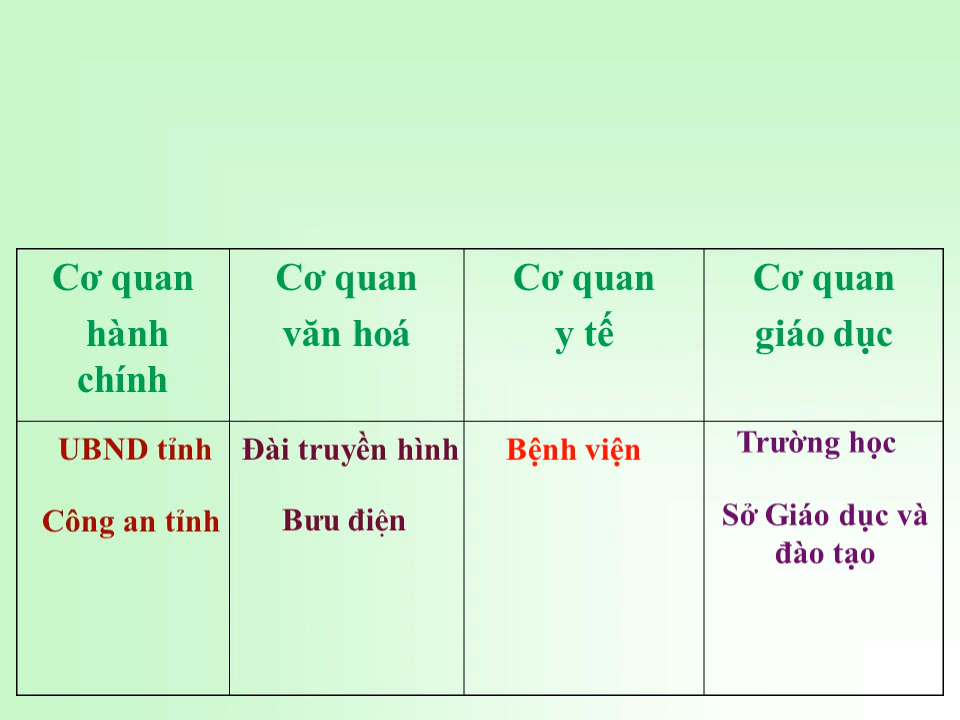 Cơ quan
hành
chính
Cơ quan
văn hoá
Cơ quan
y tế
Cơ quan
giáo dục
UBND tỉnh
Công an tỉnh
Đài truyền hình
Bưu điện
Bệnh viện
Trường học
Sở Giáo dục và
đào tạo